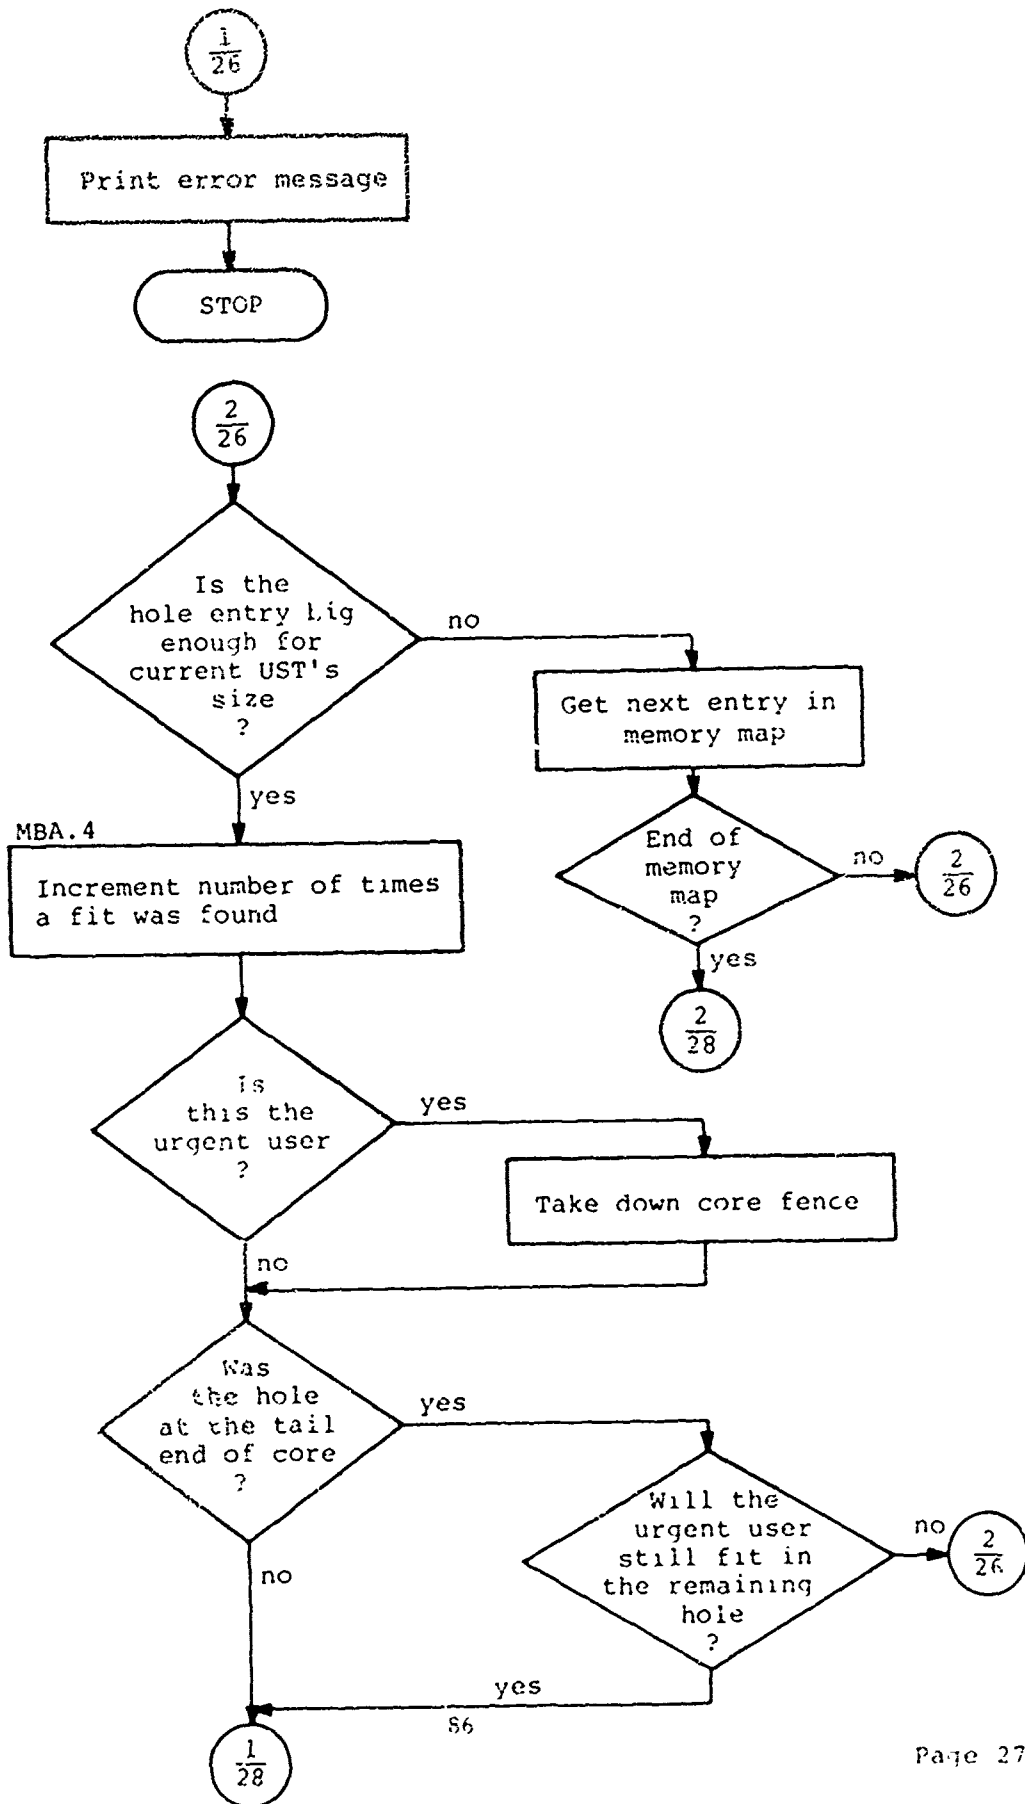 1
26
Print error message
STOP
2
26
Is the
hole entry big
enough for
current UST's
size
?
no
Get next entry in
memory map
yes
End of
memory
map
?
no
2
26
yes
2
28
MBA.4
Increment number of times
a fit was found
Is
this the
urgent user
?
yes
Take down core fence
no
Was
the hole
at the tail
end of core
?
yes
Will the
urgent user
still fit in
the remaining
hole
?
no
2
26
no
yes
86
1
28
Page 27